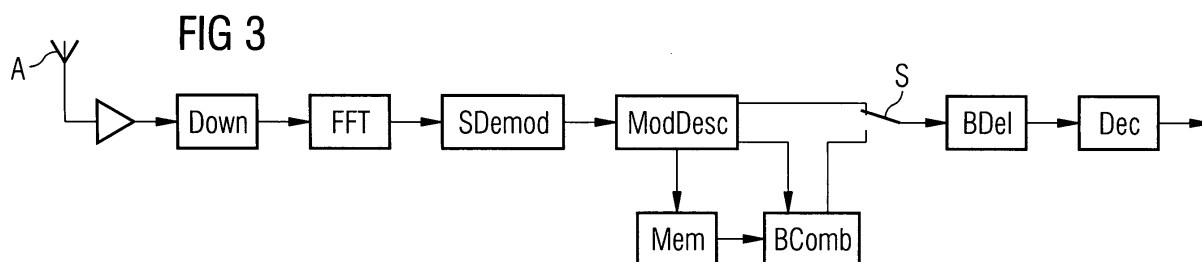 FIG 3
A
S
Down
FFT
SDemod
ModDesc
BDel
Dec
Mem
BComb